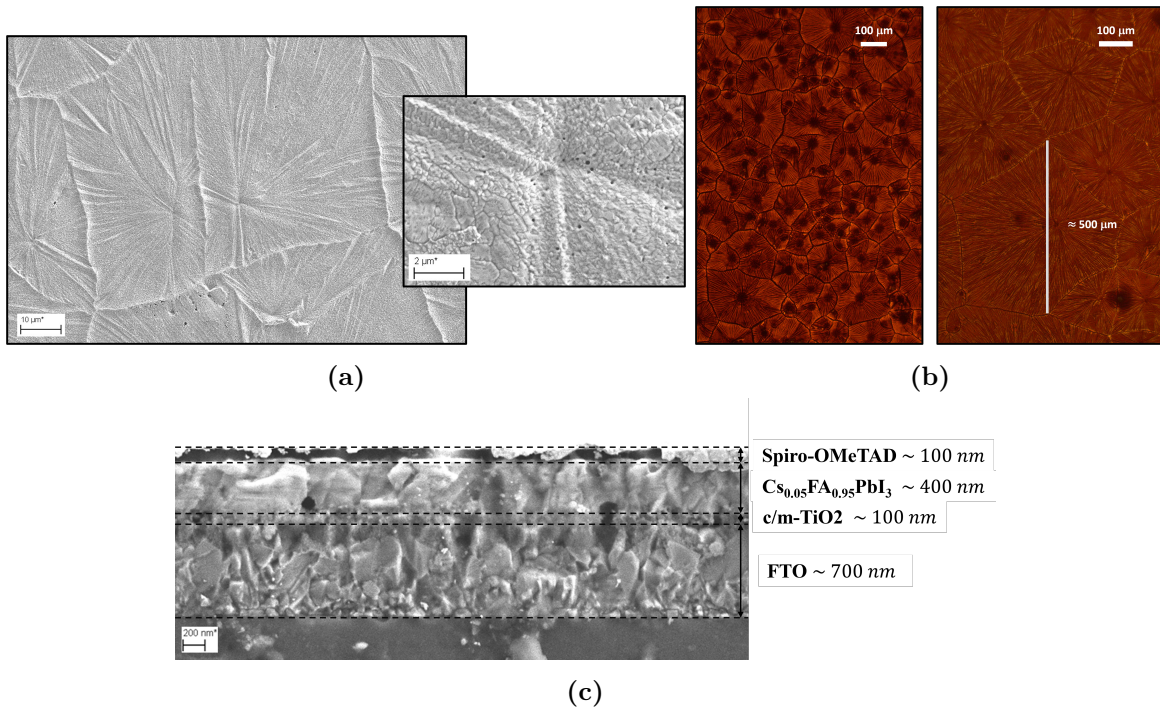 10 µm*
2 µm*
100 µm
100 µm
≈ 500 µm
(a)
(b)
Spiro-OMeTAD ~ 100 nm
Cs0.05FA0.95PbI3 ~ 400 nm
c/m-TiO2 ~ 100 nm
FTO ~ 700 nm
200 nm*
(c)